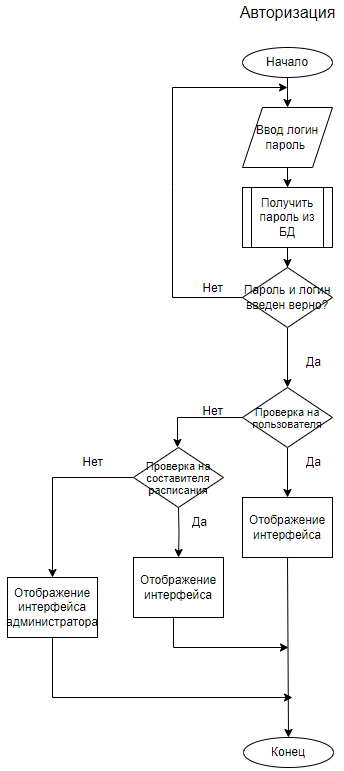 Авторизация
Начало
Ввод логин
пароль
Получить
пароль из
БД
Пароль и логин
введен верно?
Нет
Да
Проверка на
пользователя
Нет
Да
Проверка на
составителя
расписания
Нет
Да
Отображение
интерфейса
Отображение
интерфейса
Отображение
интерфейса
администратора
Конец